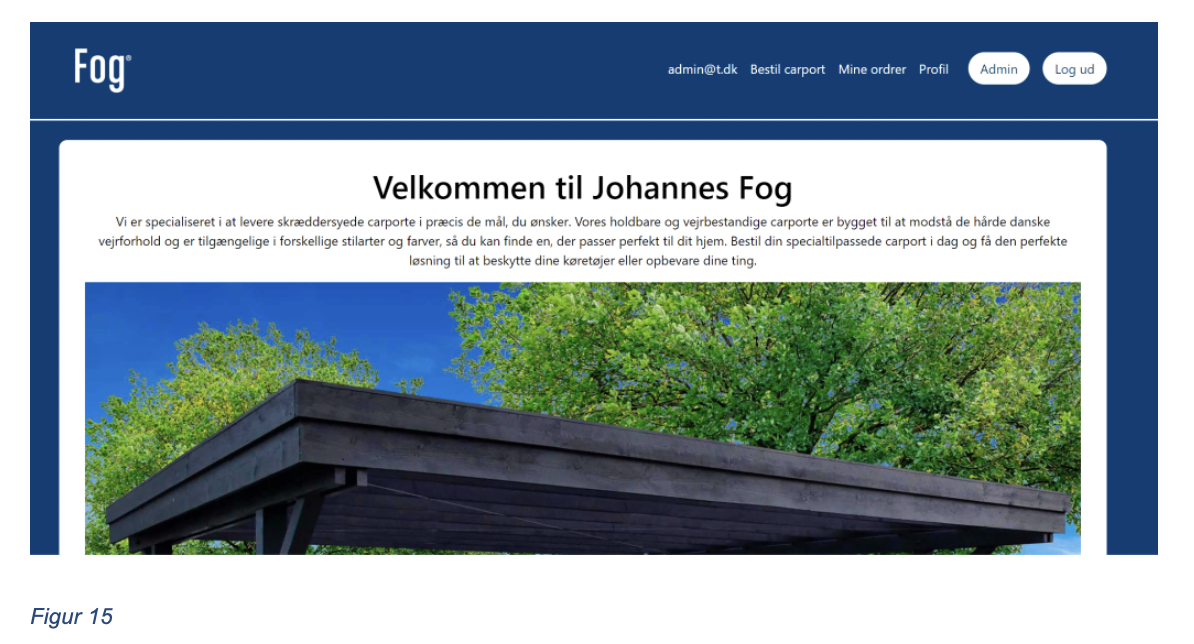 Fog®
admin@t.dk Bestil carport Mine ordrer Profil Admin Log ud
Velkommen til Johannes Fog
Vi er specialiseret i at levere skræddersyede carporte i præcis de mål, du ønsker. Vores holdbare og vejrbestandige carporte er bygget til at modstå de hårde danske
vejrforhold og er tilgængelige i forskellige stilarter og farver, så du kan finde en, der passer perfekt til dit hjem. Bestil din specialtilpassede carport i dag og få den perfekte
løsning til at beskytte dine køretøjer eller opbevare dine ting.
Figur 15